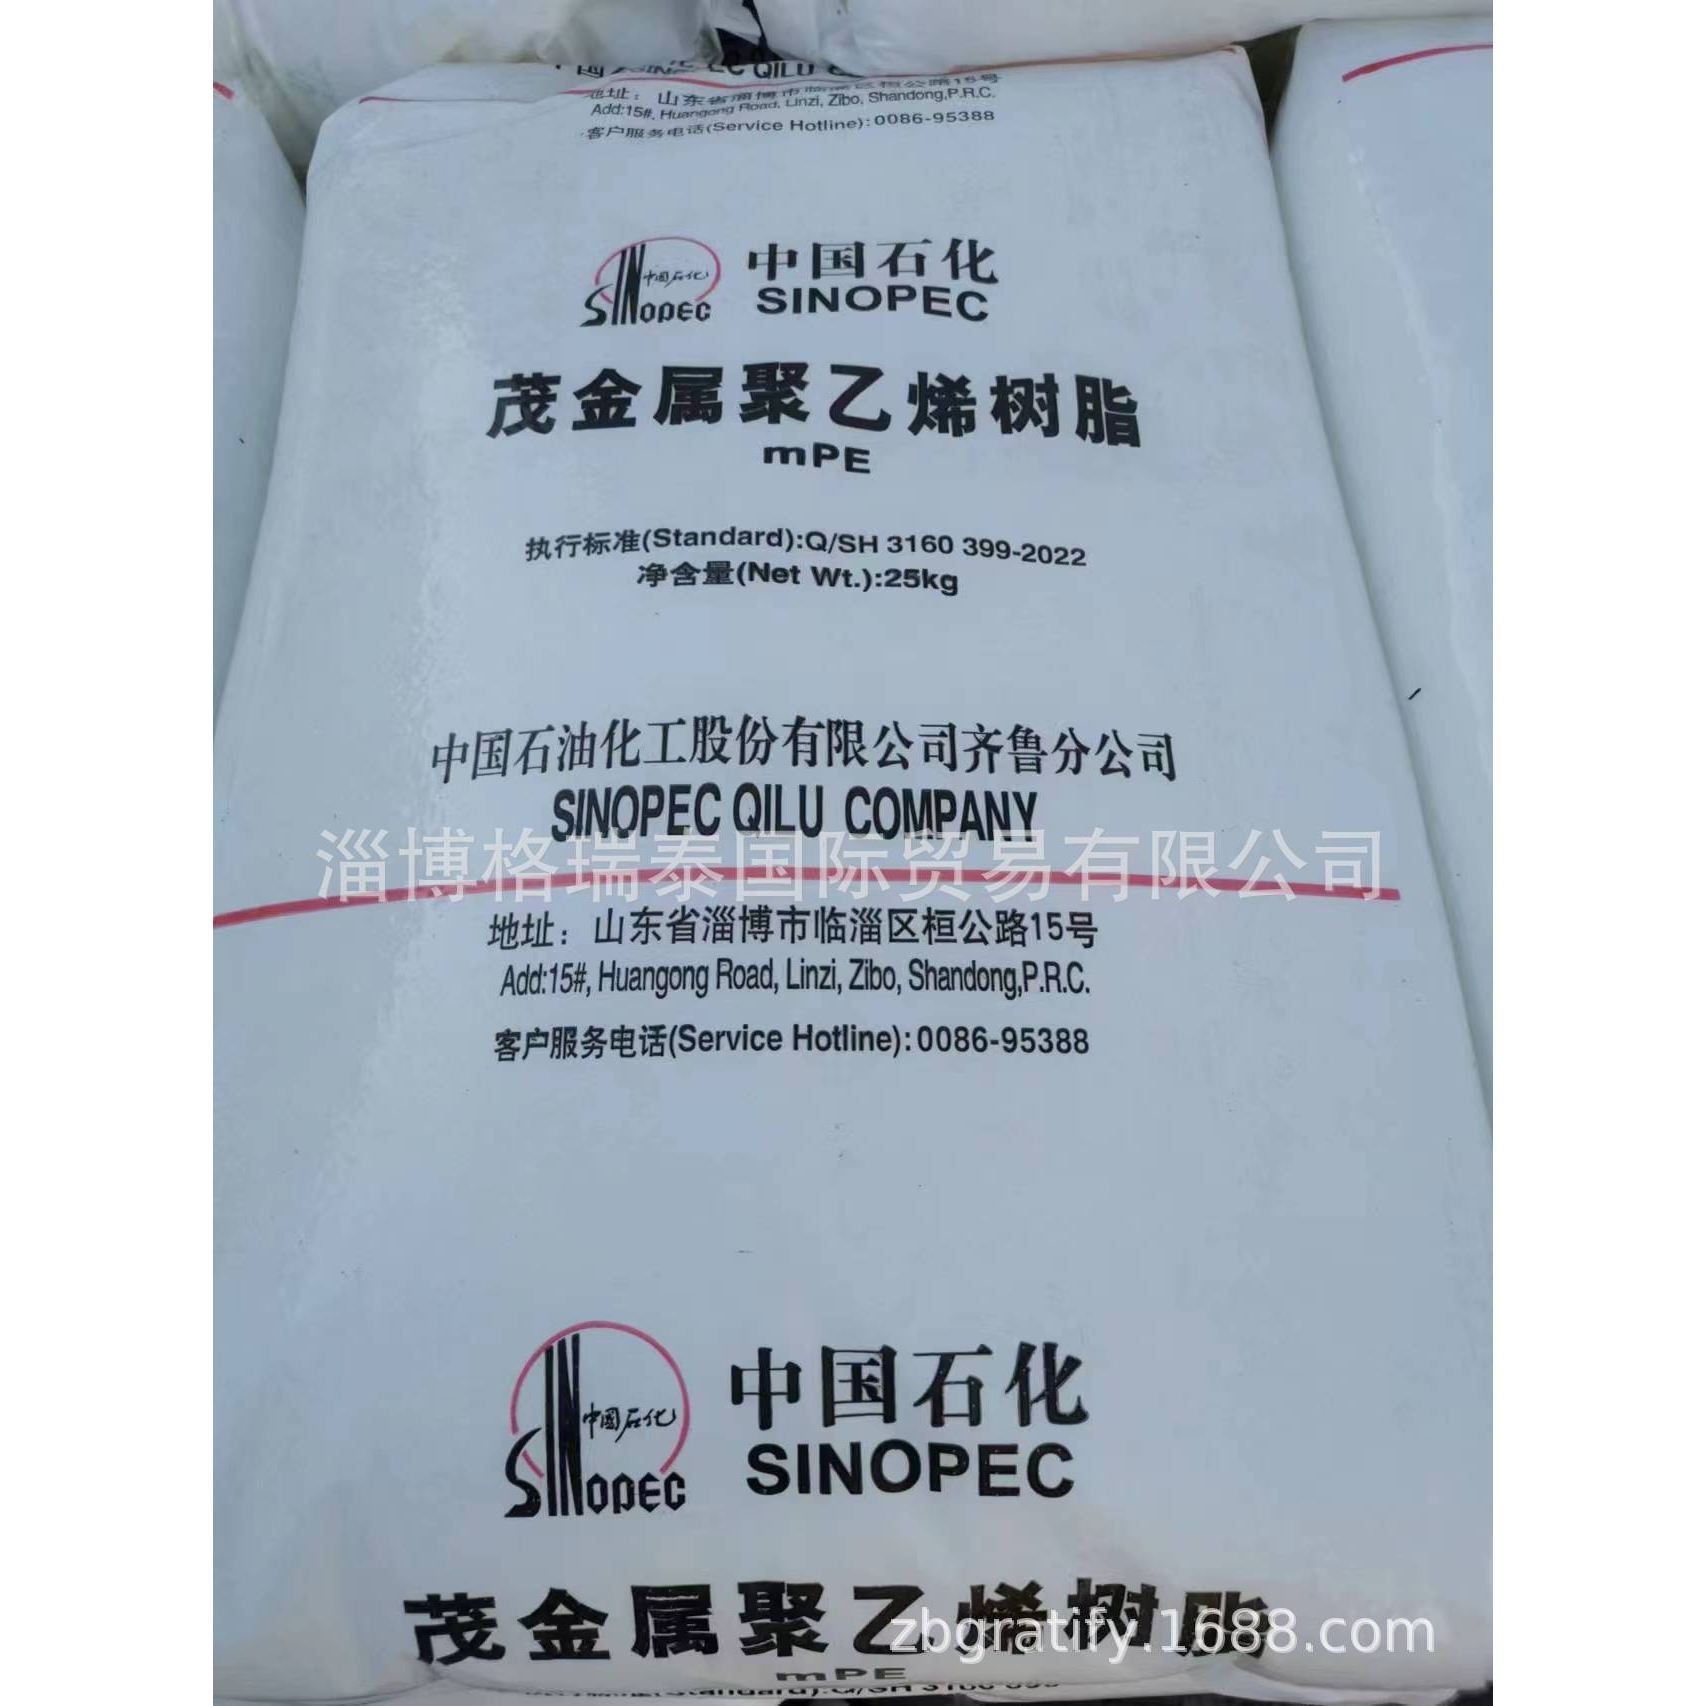 QILU
地址：山东省淄博市临淄区桓公路15号
Add:15#, Huangong Road, Linzi, Zibo, Shandong,P.R.C.
客户服务电话(Service Hotline):0086-95388
中国石化
SINOPEC
中国石化
SINOPEC
茂金属聚乙烯树脂
mPE
执行标准(Standard):Q/SH 3160 399-2022
净含量(Net Wt.):25kg
中国石油化工股份有限公司齐鲁分公司
SINOPEC QILU COMPANY
淄博格瑞泰国际贸易有限公司
地址：山东省淄博市临淄区桓公路15号
Add:15#, Huangong Road, Linzi, Zibo, Shandong,P.R.C.
客户服务电话(Service Hotline):0086-95388
中国石化
SINOPEC
中国石化
SINOPEC
茂金属聚乙烯树脂
zbgratify.1688.com
mPE